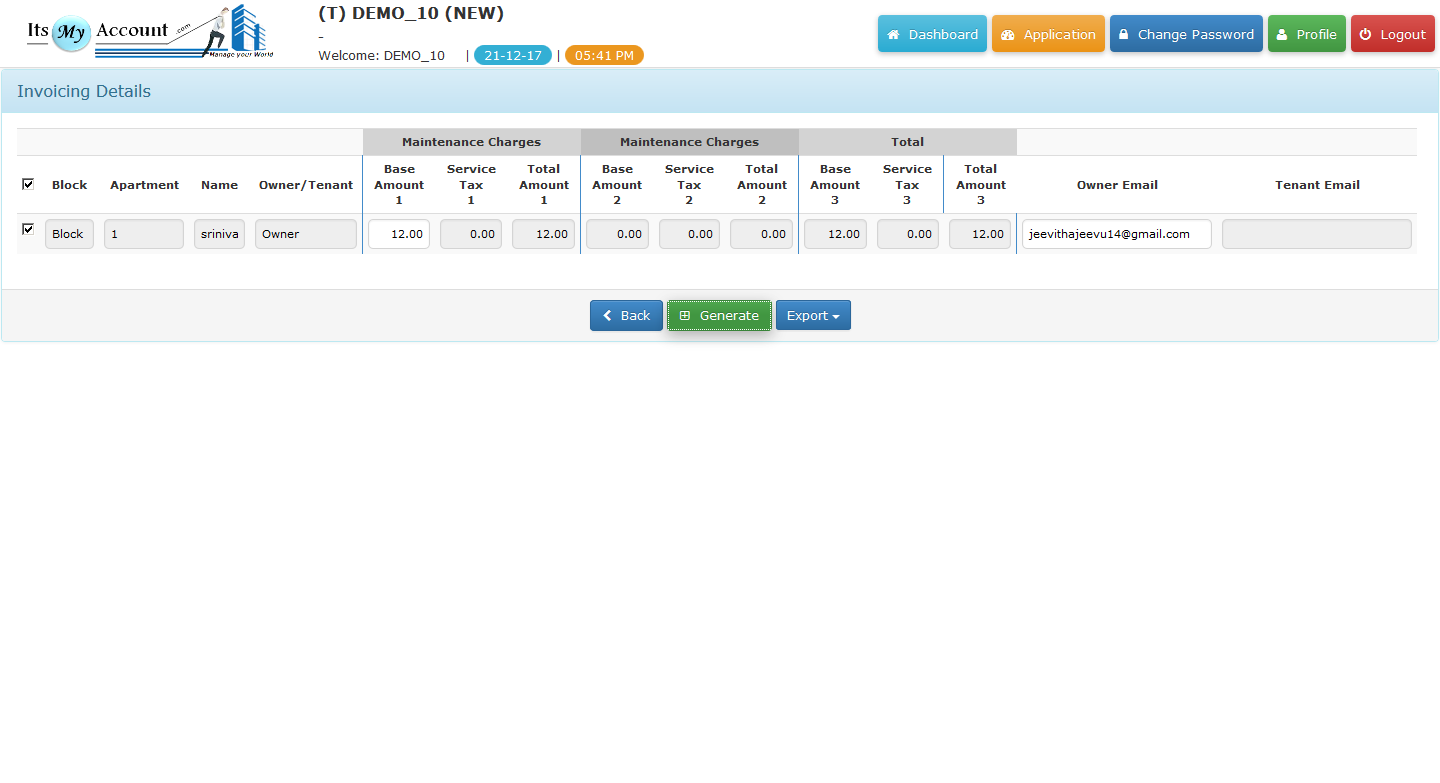 Its My Account .com
Manage your World
(T) DEMO_10 (NEW)
-
Welcome: DEMO_10 | 21-12-17 | 05:41 PM
Dashboard Application Change Password Profile Logout
Invoicing Details
Maintenance Charges Maintenance Charges Total
Block Apartment Name Owner/Tenant Base Amount 1 Service Tax 1 Total Amount 1 Base Amount 2 Service Tax 2 Total Amount 2 Base Amount 3 Service Tax 3 Total Amount 3 Owner Email Tenant Email
Block 1 sriniva Owner 12.00 0.00 12.00 0.00 0.00 0.00 12.00 0.00 12.00 jeevithajeevu14@gmail.com
Back Generate Export